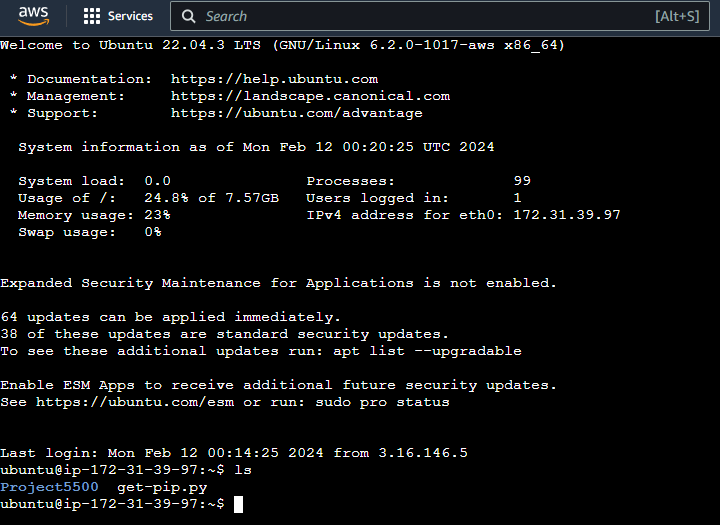 aws Services Search [Alt+S]
Welcome to Ubuntu 22.04.3 LTS (GNU/Linux 6.2.0-1017-aws x86_64)
* Documentation: https://help.ubuntu.com
* Management: https://landscape.canonical.com
* Support: https://ubuntu.com/advantage
System information as of Mon Feb 12 00:20:25 UTC 2024
System load: 0.0 Processes: 99
Usage of /: 24.8% of 7.57GB Users logged in: 1
Memory usage: 23% IPv4 address for eth0: 172.31.39.97
Swap usage: 0%
Expanded Security Maintenance for Applications is not enabled.
64 updates can be applied immediately.
38 of these updates are standard security updates.
To see these additional updates run: apt list --upgradable
Enable ESM Apps to receive additional future security updates.
See https://ubuntu.com/esm or run: sudo pro status
Last login: Mon Feb 12 00:14:25 2024 from 3.16.146.5
ubuntu@ip-172-31-39-97:~$ ls
Project5500 get-pip.py
ubuntu@ip-172-31-39-97:~$